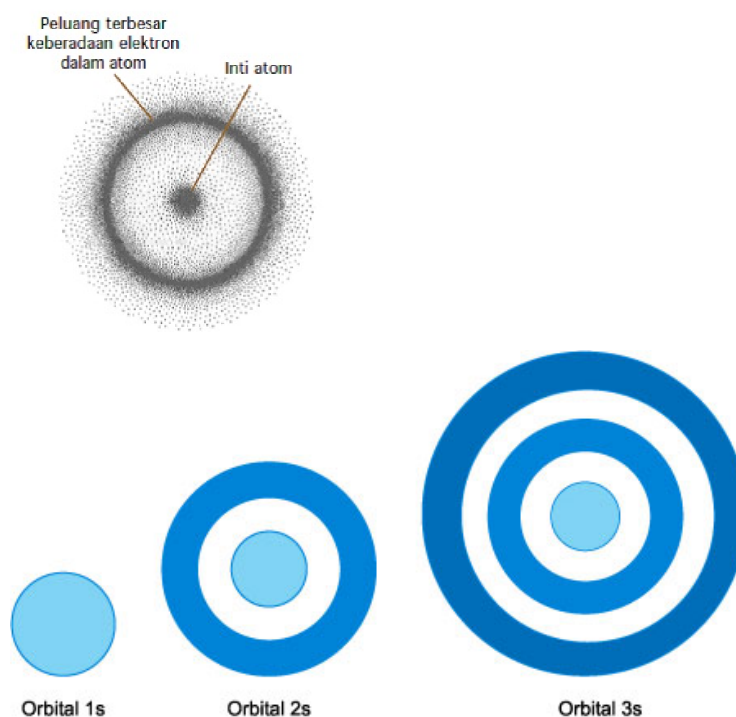 Peluang terbesar
keberadaan elektron
dalam atom
Inti atom
Orbital 1s
Orbital 2s
Orbital 3s